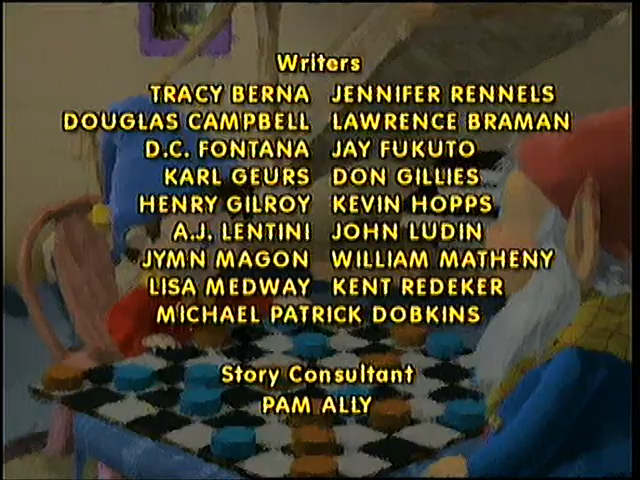 Writers
TRACY BERNA JENNIFER RENNELS
DOUGLAS CAMPBELL LAWRENCE BRAMAN
D.C. FONTANA JAY FUKUTO
KARL GEURS DON GILLIES
HENRY GILROY KEVIN HOPPS
A.J. LENTINI JOHN LUDIN
JYMN MAGON WILLIAM MATHENY
LISA MEDWAY KENT REDEKER
MICHAEL PATRICK DOBKINS
Story Consultant
PAM ALLY